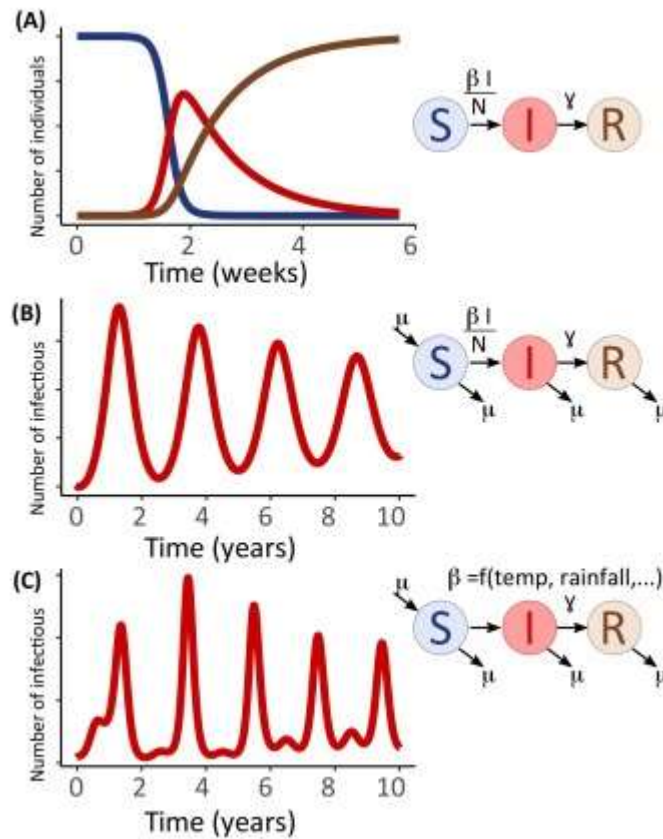 (A)
Number of individuals
0 2 4 6
Time (weeks)
β I
N
S I R
γ
(B)
Number of infectious
0 2 4 6 8 10
Time (years)
μ
β I
N
γ
S I R
μ μ μ
(C)
Number of infectious
0 2 4 6 8 10
Time (years)
β =f(temp, rainfall,...)
μ
γ
S I R
μ μ μ